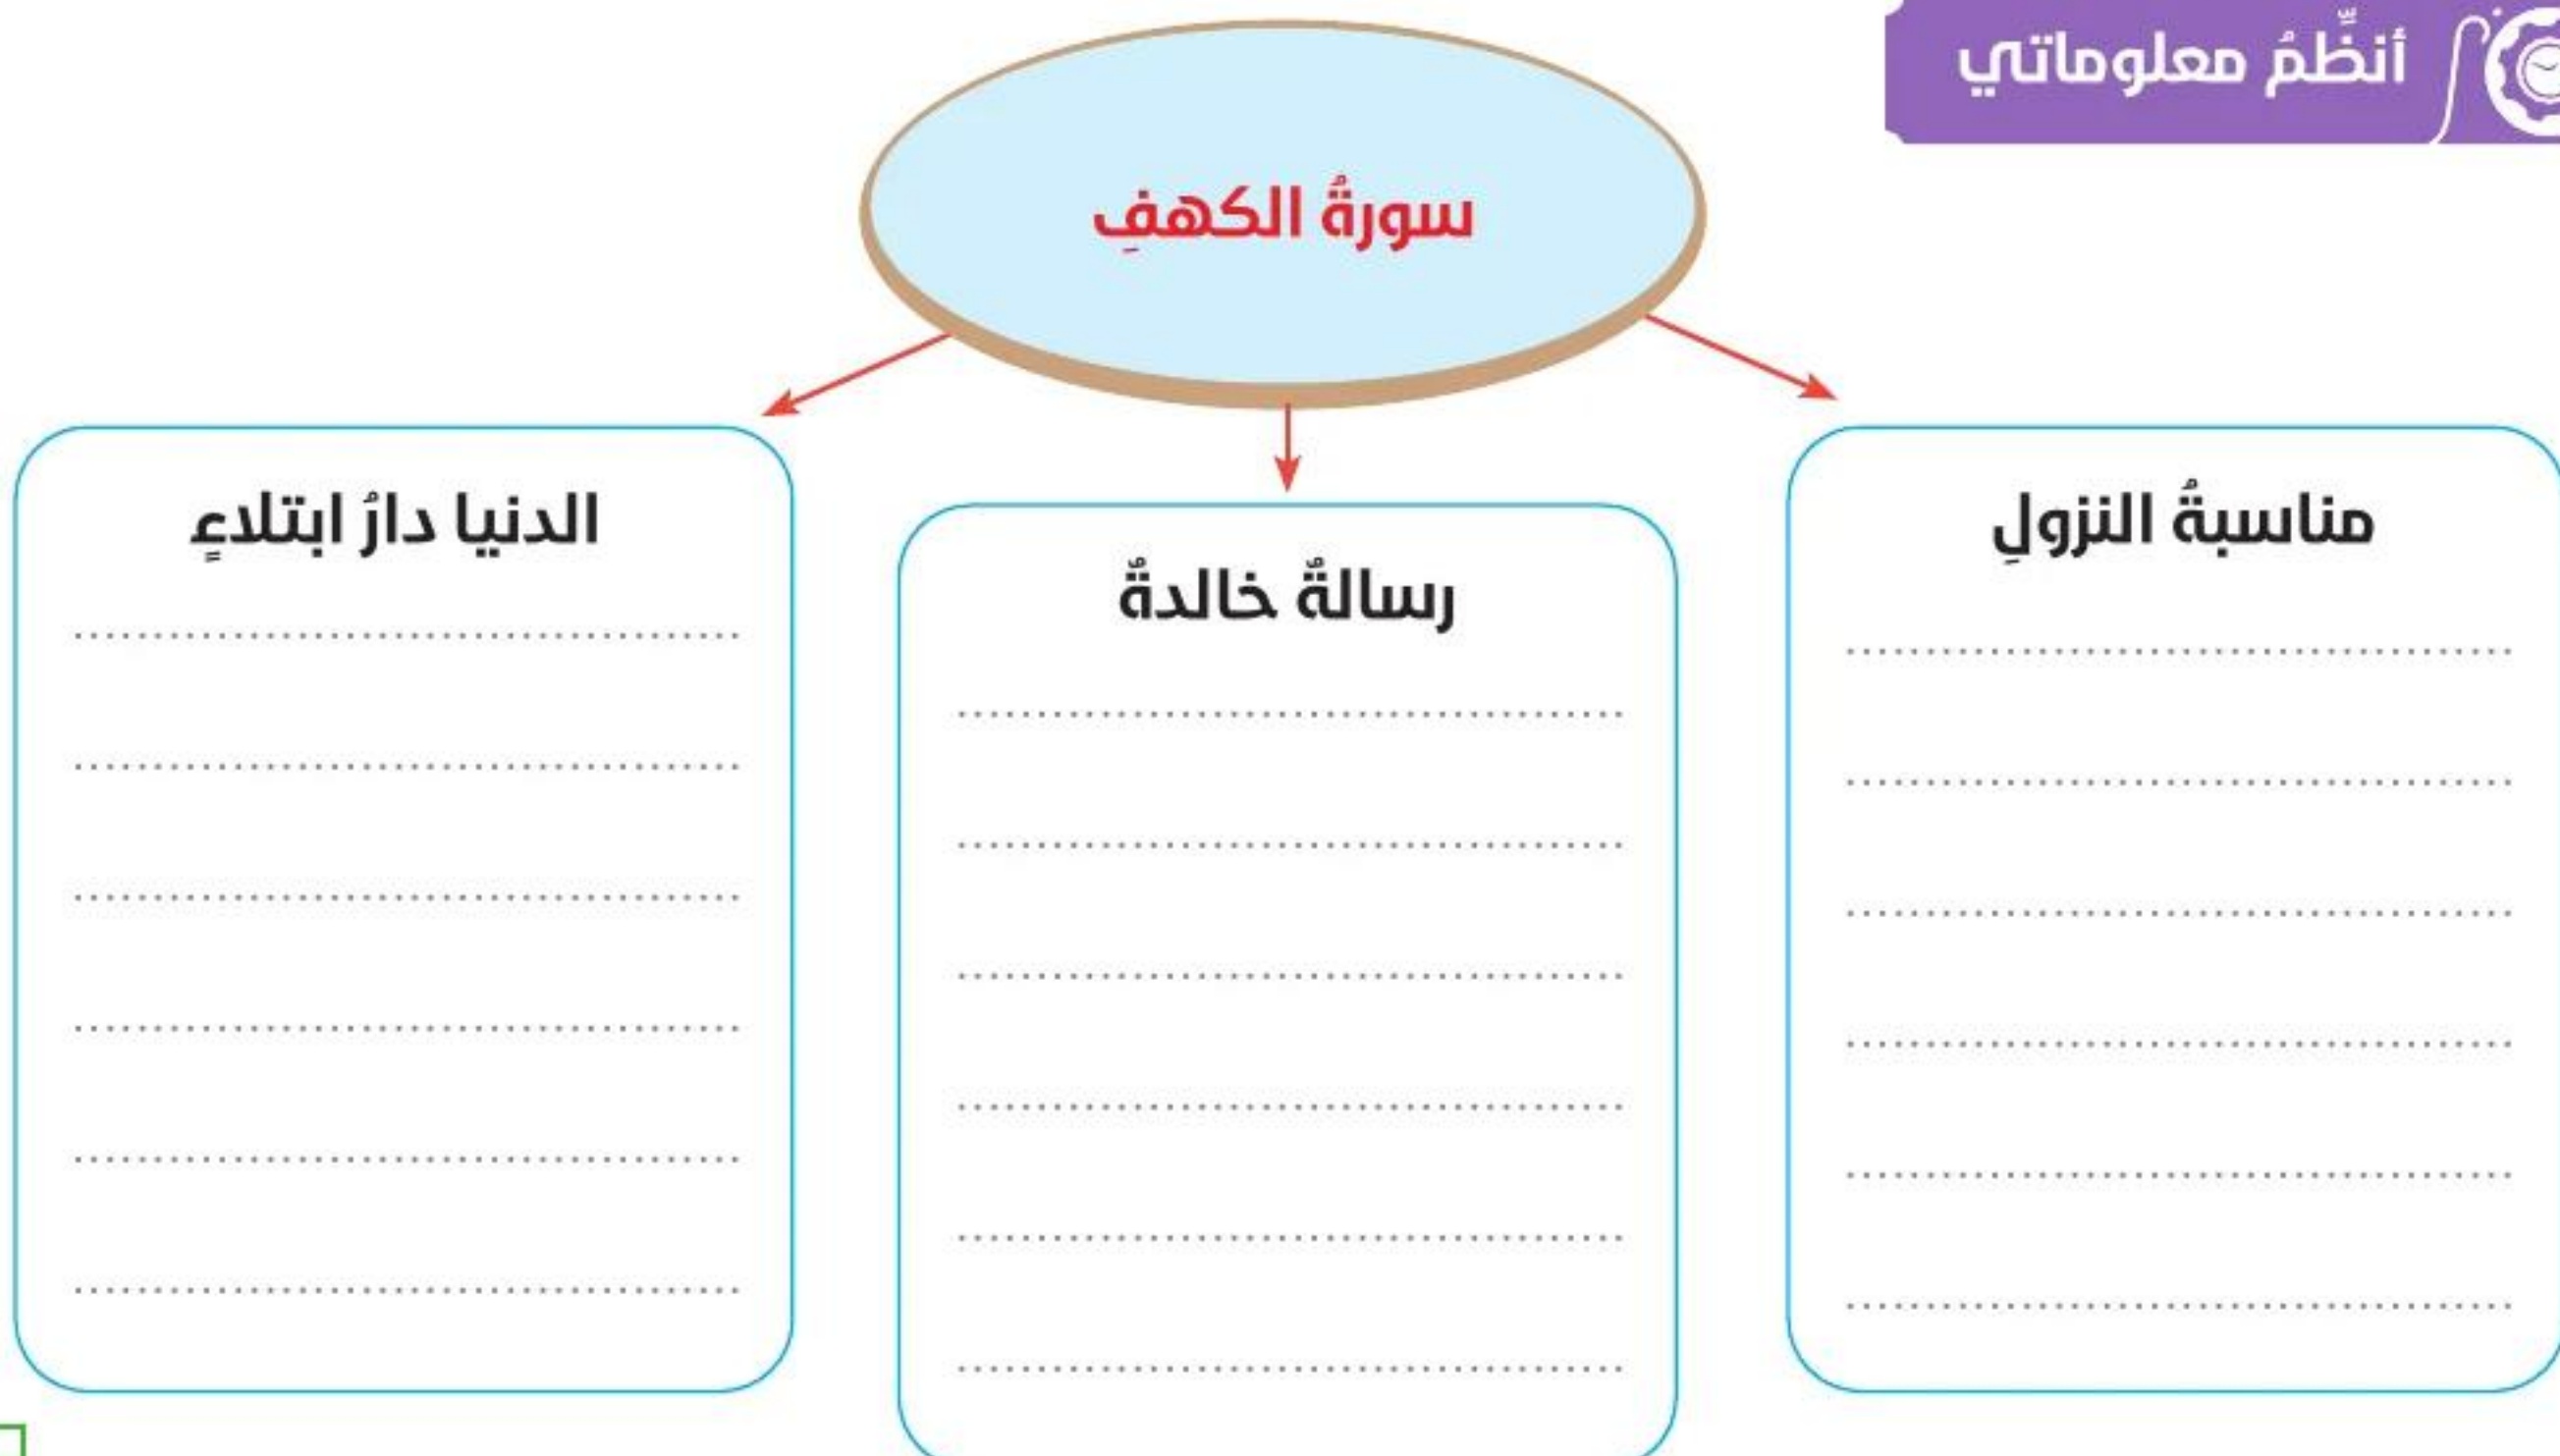 أنظِّمُ معلوماتي
سورةُ الكهفِ
مناسبةُ النزولِ
رسالةٌ خالدةٌ
الدنيا دارُ ابتلاءٍ